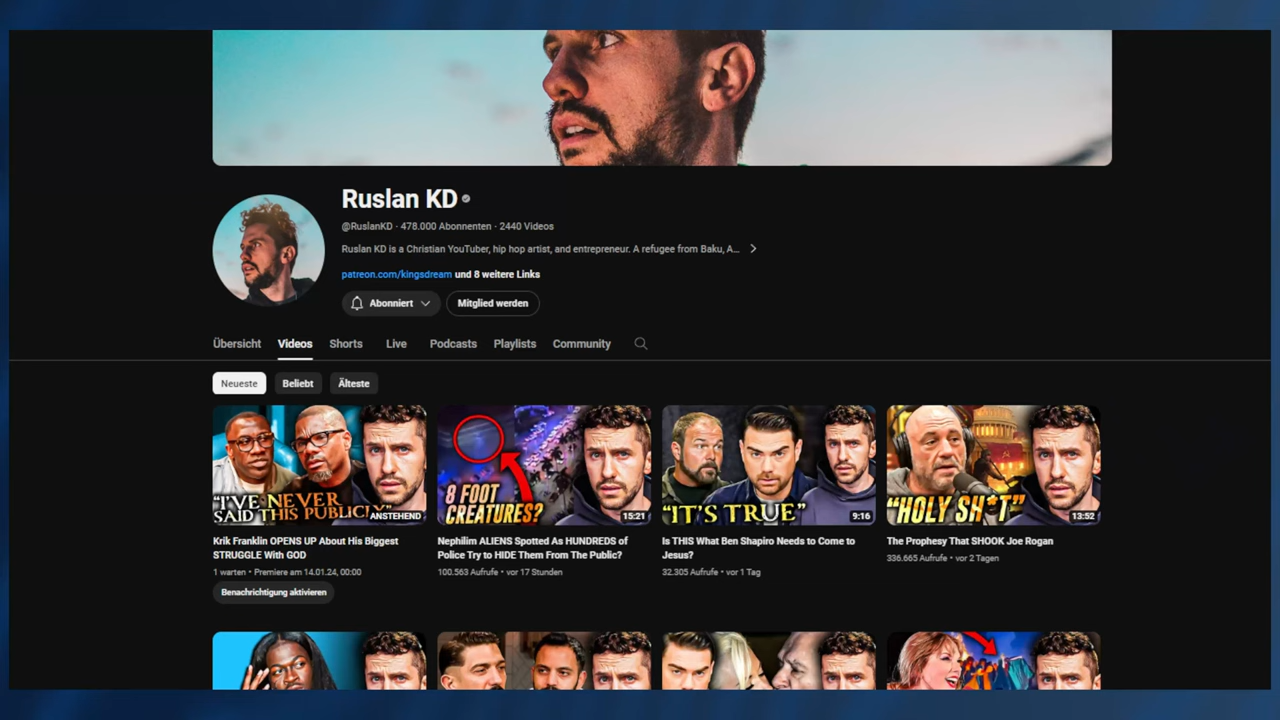 Ruslan KD
@RuslanKD · 478.000 Abonnenten · 2440 Videos
Ruslan KD is a Christian YouTuber, hip hop artist, and entrepreneur. A refugee from Baku, A...
patreon.com/kingsdream und 8 weitere Links
Abonniert
Mitglied werden
Übersicht Videos Shorts Live Podcasts Playlists Community
Neueste Beliebt Älteste
"I'VE NEVER
SAID THIS PUBLICLY"
ANSTEHEND
8 FOOT
CREATURES?
15:21
"IT'S TRUE"
9:16
"HOLY SH*T"
13:52
Krik Franklin OPENS UP About His Biggest
STRUGGLE With GOD
1 warten • Premiere am 14.01.24, 00:00
Benachrichtigung aktivieren
Nephilim ALIENS Spotted As HUNDREDS of
Police Try to HIDE Them From The Public?
100.563 Aufrufe • vor 17 Stunden
Is THIS What Ben Shapiro Needs to Come to
Jesus?
32.305 Aufrufe • vor 1 Tag
The Prophesy That SHOOK Joe Rogan
336.665 Aufrufe • vor 2 Tagen